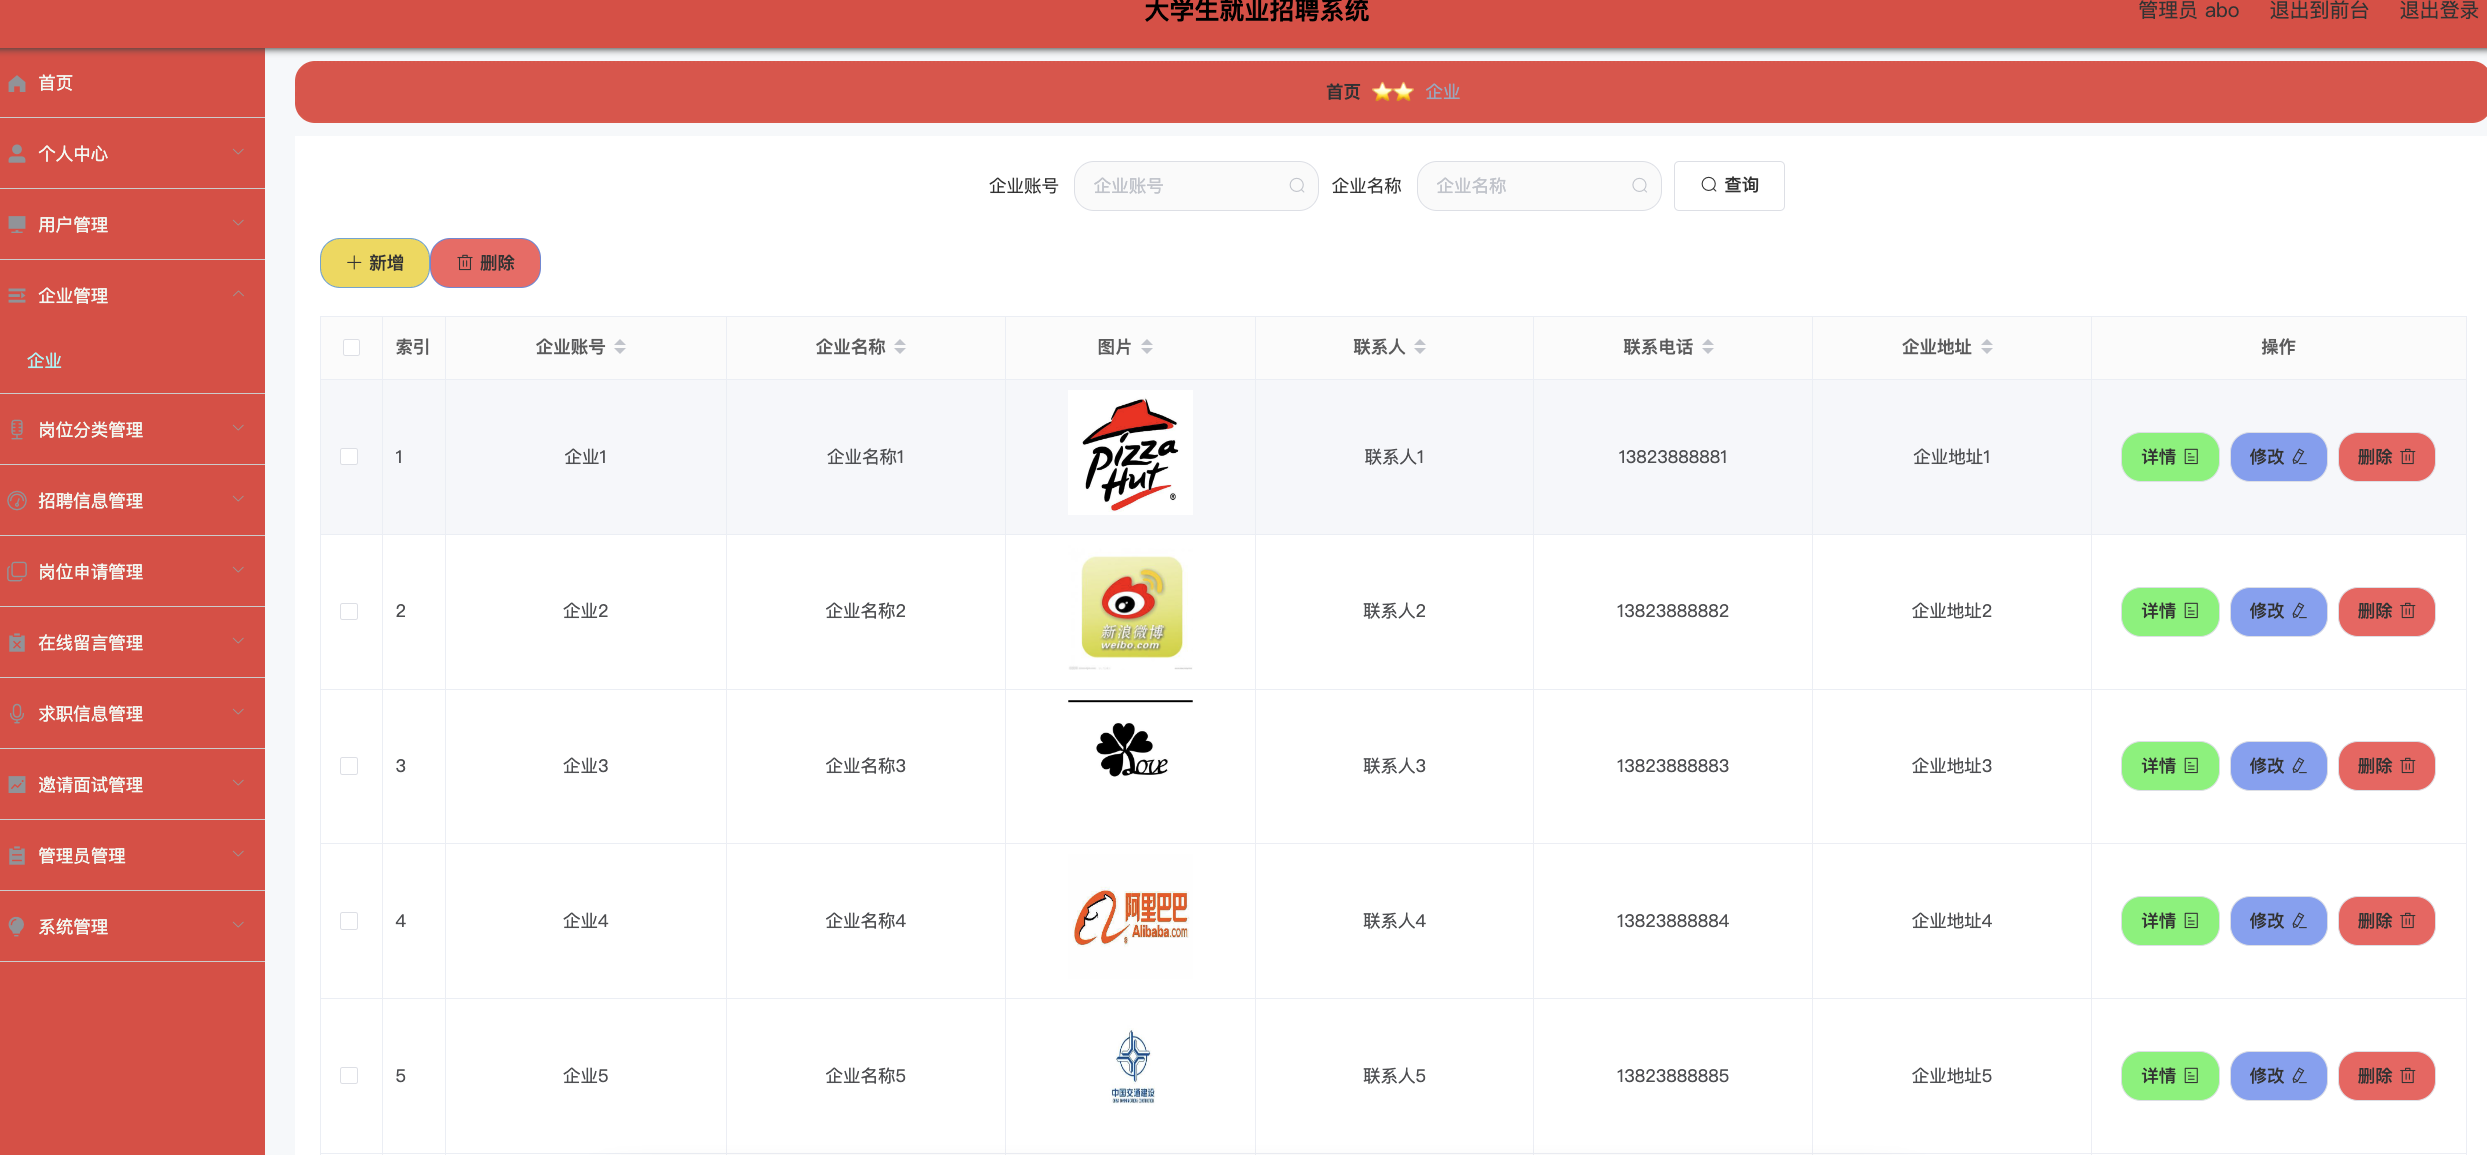 大学生就业招聘系统
管理员 abo 退出到前台 退出登录
首页
个人中心
用户管理
企业管理
企业
岗位分类管理
招聘信息管理
岗位申请管理
在线留言管理
求职信息管理
邀请面试管理
管理员管理
系统管理
首页 企业
企业账号 企业账号 企业名称 企业名称 查询
新增 删除
索引 企业账号 企业名称 图片 联系人 联系电话 企业地址 操作
1 企业1 企业名称1 Pizza Hut ® 联系人1 13823888881 企业地址1 详情 修改 删除
2 企业2 企业名称2 新浪微博 weibo.com 联系人2 13823888882 企业地址2 详情 修改 删除
3 企业3 企业名称3 Love 联系人3 13823888883 企业地址3 详情 修改 删除
4 企业4 企业名称4 阿里巴巴 Alibaba.com 联系人4 13823888884 企业地址4 详情 修改 删除
5 企业5 企业名称5 中国交通建设 联系人5 13823888885 企业地址5 详情 修改 删除